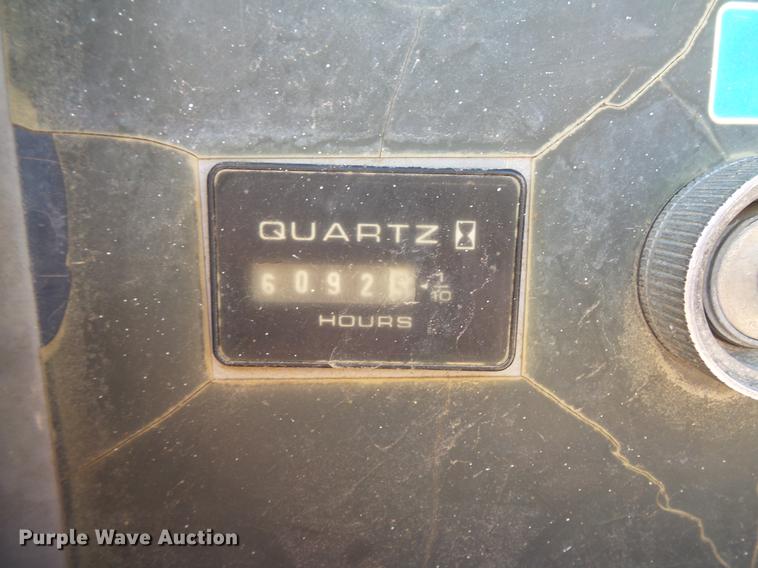 QUARTZ
6092 1/10
HOURS
Purple Wave Auction